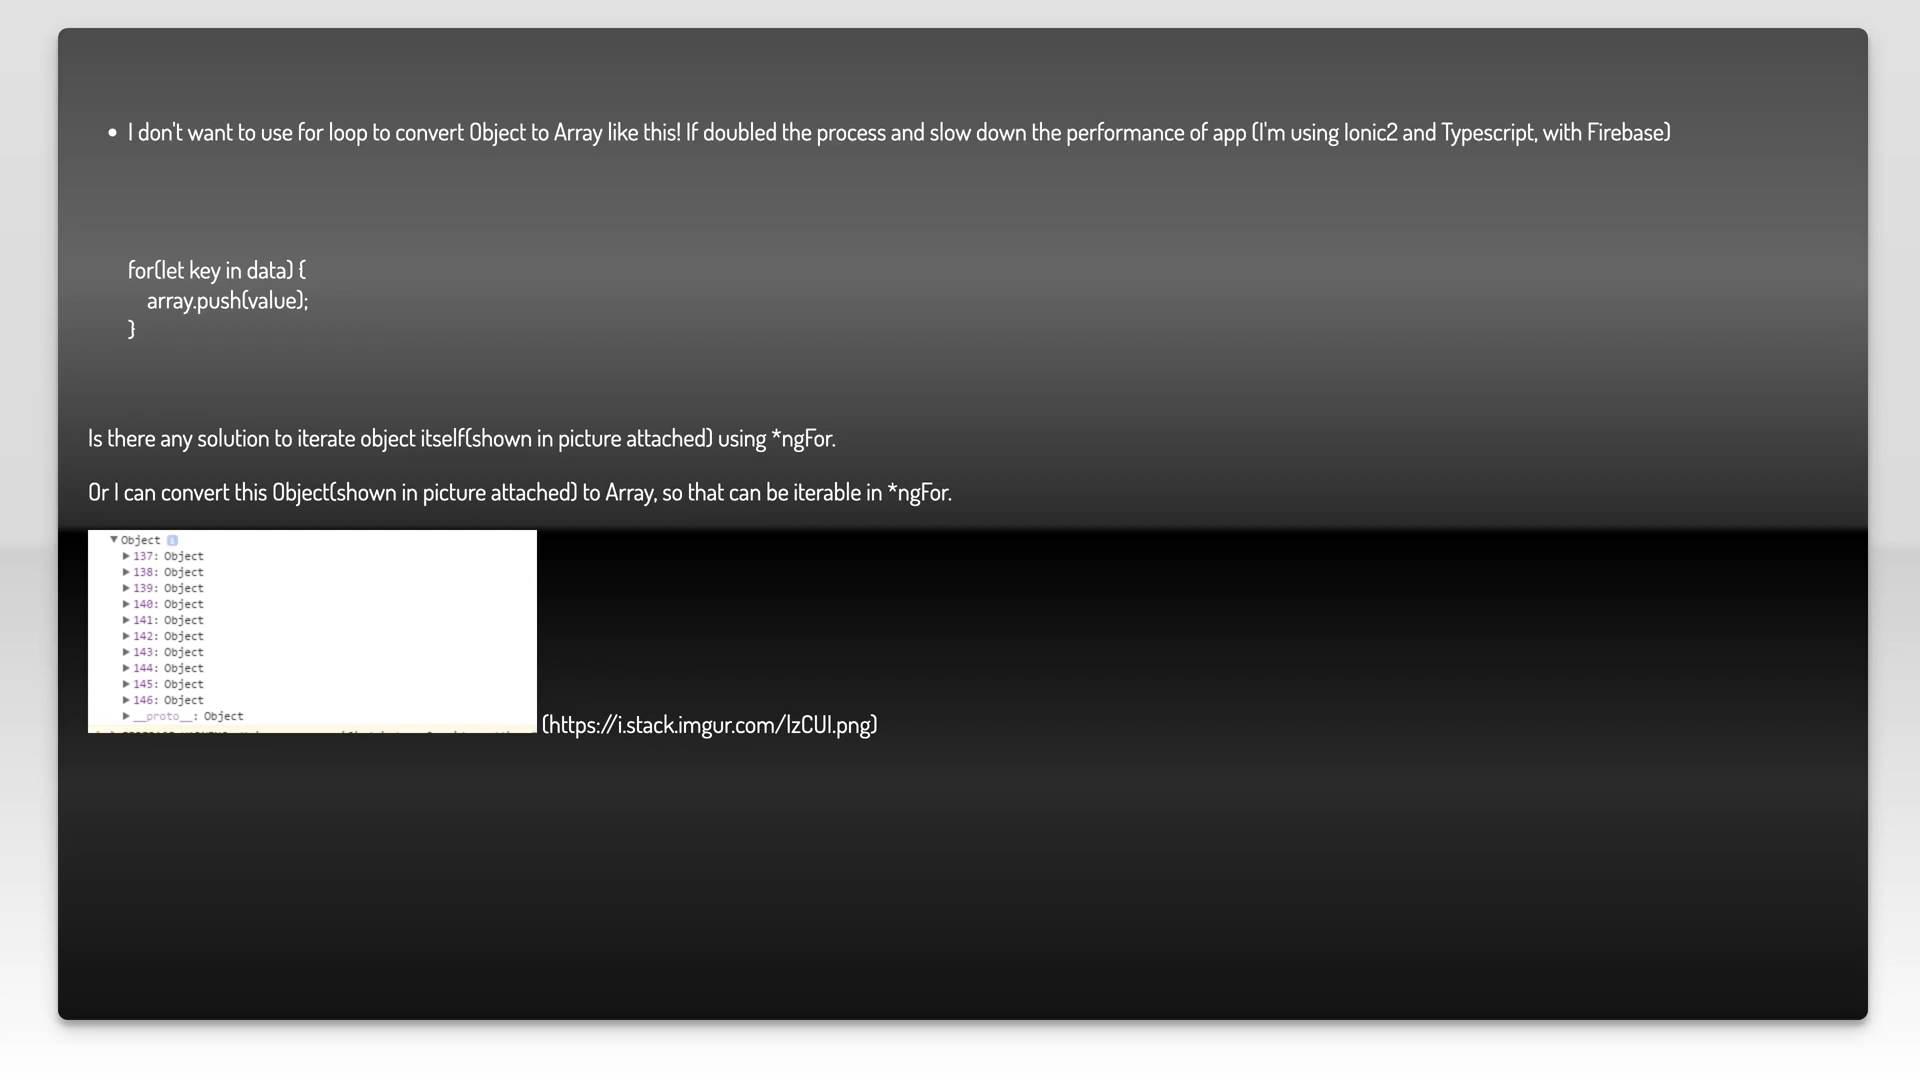 • I don't want to use for loop to convert Object to Array like this! If doubled the process and slow down the performance of app (I'm using Ionic2 and Typescript, with Firebase)
for(let key in data) {
array.push(value);
}
Is there any solution to iterate object itself(shown in picture attached) using *ngFor.
Or I can convert this Object(shown in picture attached) to Array, so that can be iterable in *ngFor.
▼Object i
▶137: Object
▶138: Object
▶139: Object
▶140: Object
▶141: Object
▶142: Object
▶143: Object
▶144: Object
▶145: Object
▶146: Object
▶__proto__: Object
(https://i.stack.imgur.com/lzCUI.png)